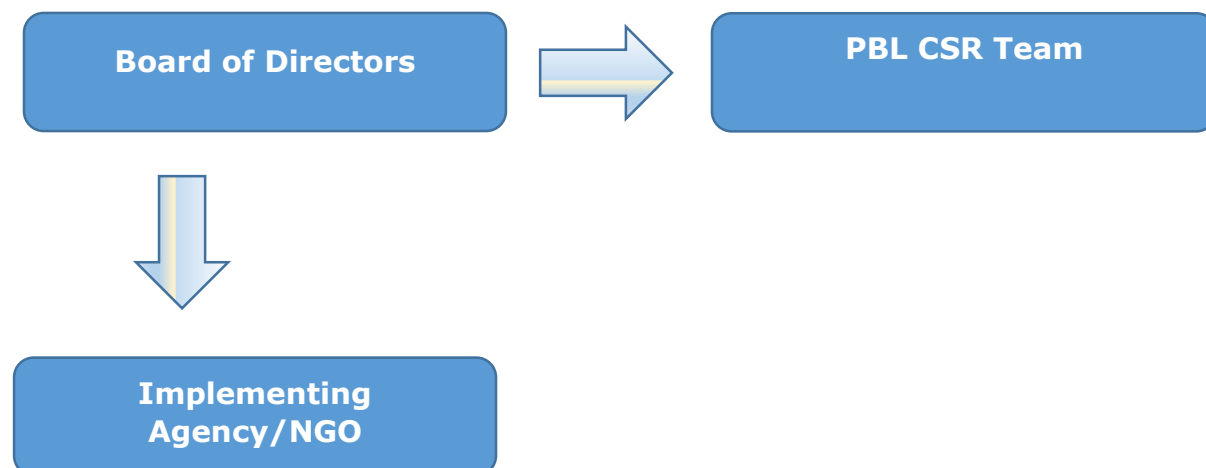 Board of Directors
PBL CSR Team
Implementing
Agency/NGO